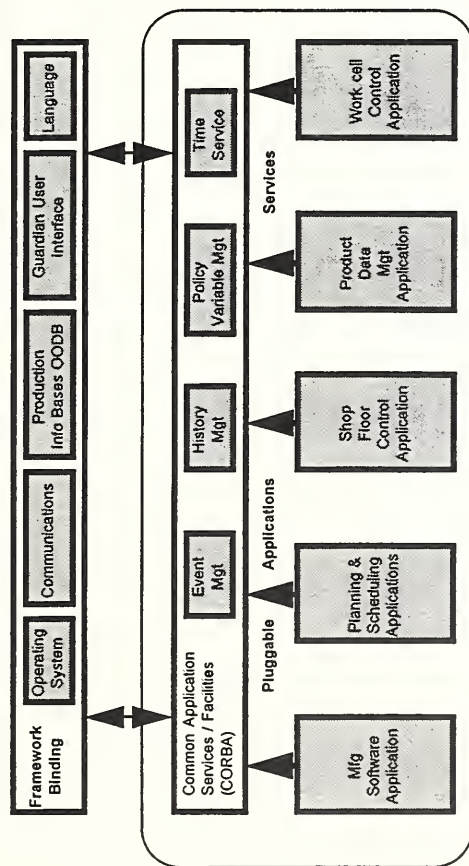 Framework
Binding
Operating
System
Communications
Production
Info Bases OODB
Guardian User
Interface
Language
Common Application
Services / Facilities
(CORBA)
Event
Mgt
History
Mgt
Policy
Variable Mgt
Time
Service
Pluggable
Applications
Services
Mfg
Software
Application
Planning &
Scheduling
Applications
Shop
Floor
Control
Application
Product
Data
Mgt
Application
Work cell
Control
Application